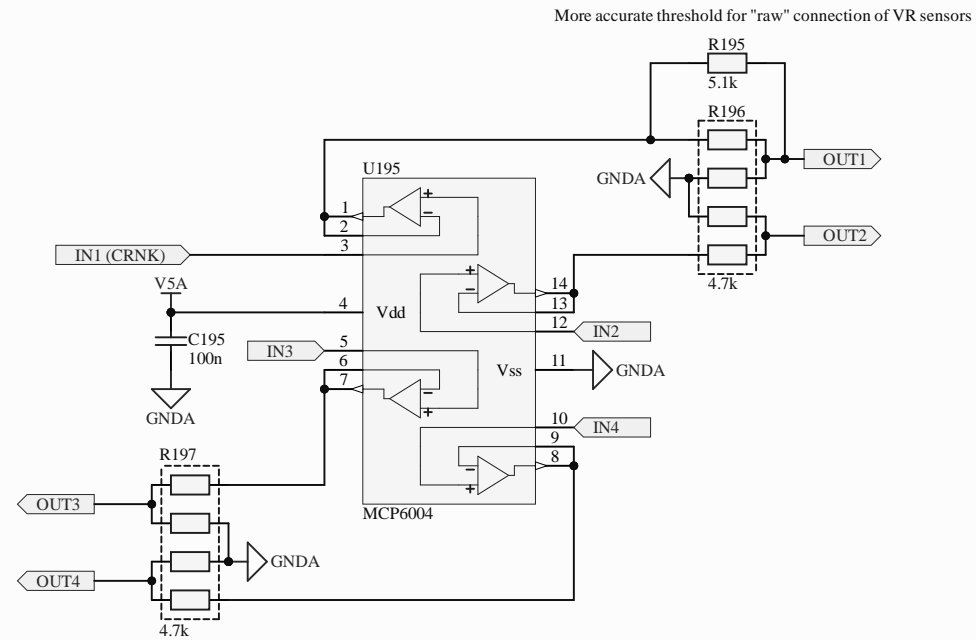 More accurate threshold for "raw" connection of VR sensors
R195
5.1k
R196
OUT1
GNDA
OUT2
4.7k
U195
1
2
3
IN1 (CRNK)
+
−
V5A
4
Vdd
C195
100n
GNDA
+
−
14
13
12
IN2
IN3
5
6
7
−
+
Vss
11
GNDA
10
IN4
9
8
−
+
MCP6004
R197
OUT3
GNDA
OUT4
4.7k